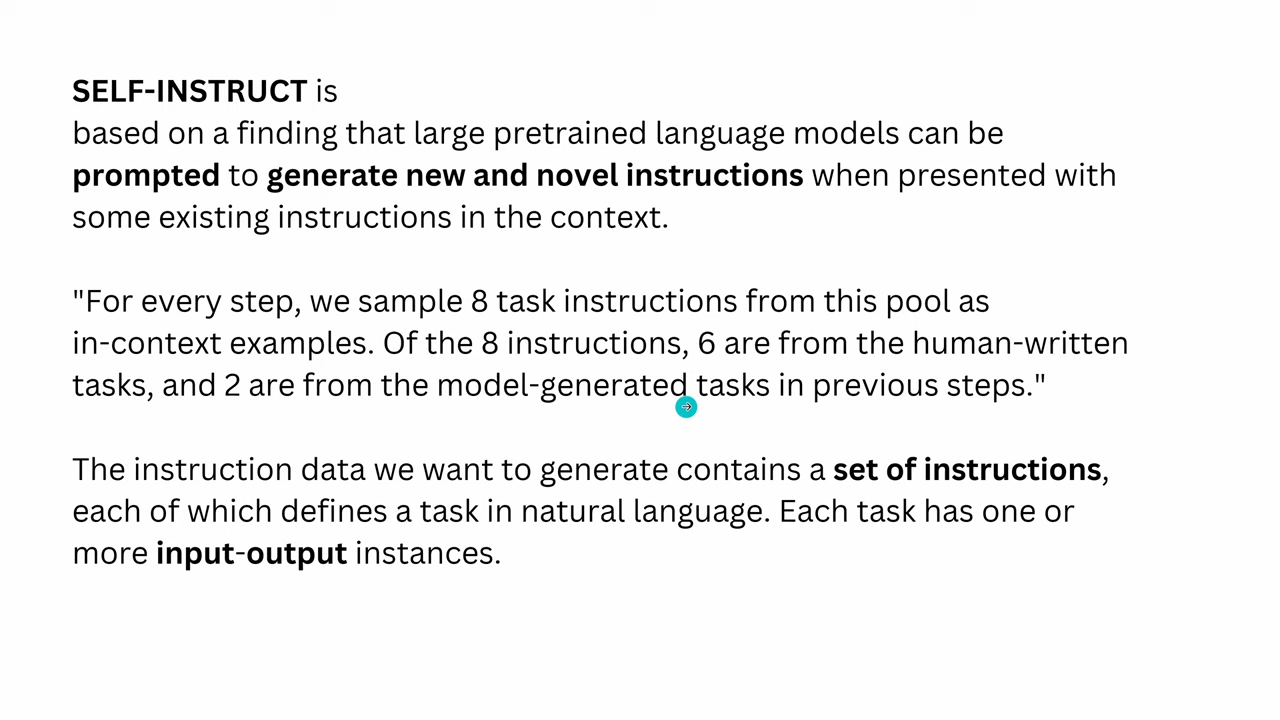 SELF-INSTRUCT is
based on a finding that large pretrained language models can be
prompted to generate new and novel instructions when presented with
some existing instructions in the context.
"For every step, we sample 8 task instructions from this pool as
in-context examples. Of the 8 instructions, 6 are from the human-written
tasks, and 2 are from the model-generated tasks in previous steps."
The instruction data we want to generate contains a set of instructions,
each of which defines a task in natural language. Each task has one or
more input-output instances.